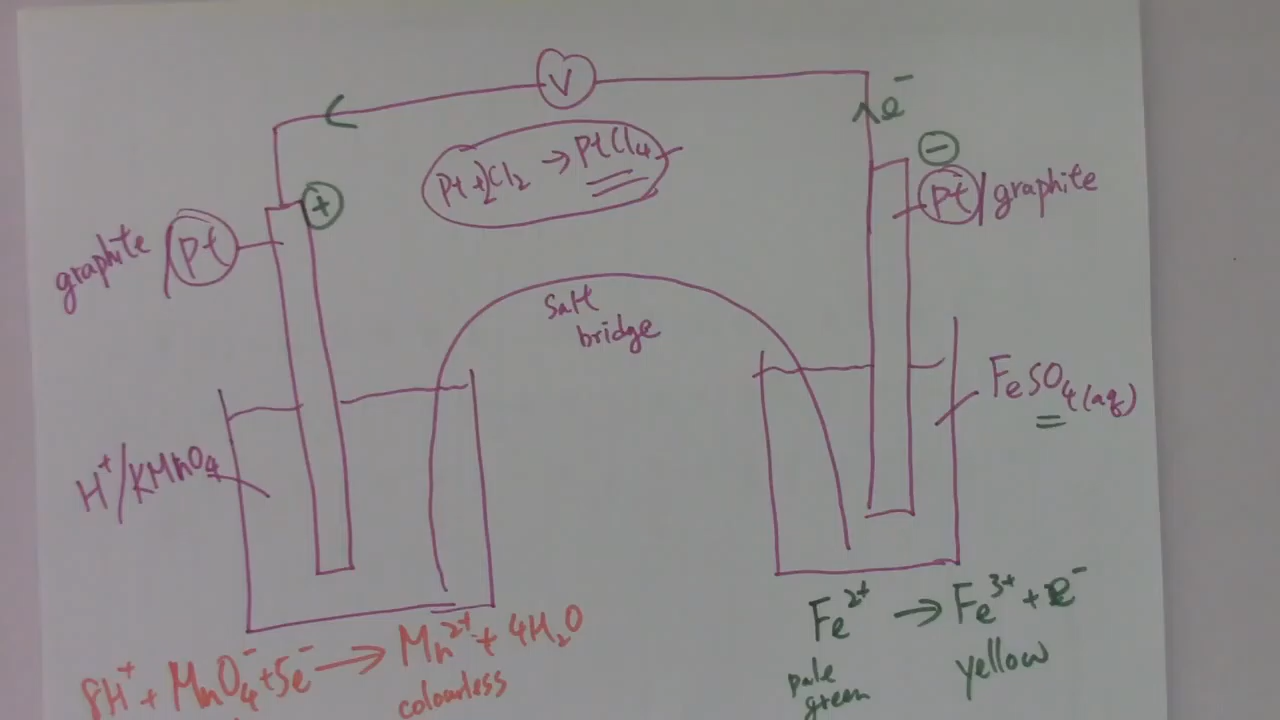 V
e⁻
Pt + 2Cl₂ → PtCl₄
−
+
graphite / Pt
Pt / graphite
Salt
bridge
FeSO₄(aq)
H⁺/KMnO₄
Fe²⁺ → Fe³⁺ + e⁻
8H⁺ + MnO₄⁻ + 5e⁻ → Mn²⁺ + 4H₂O
colourless
pale
green
yellow